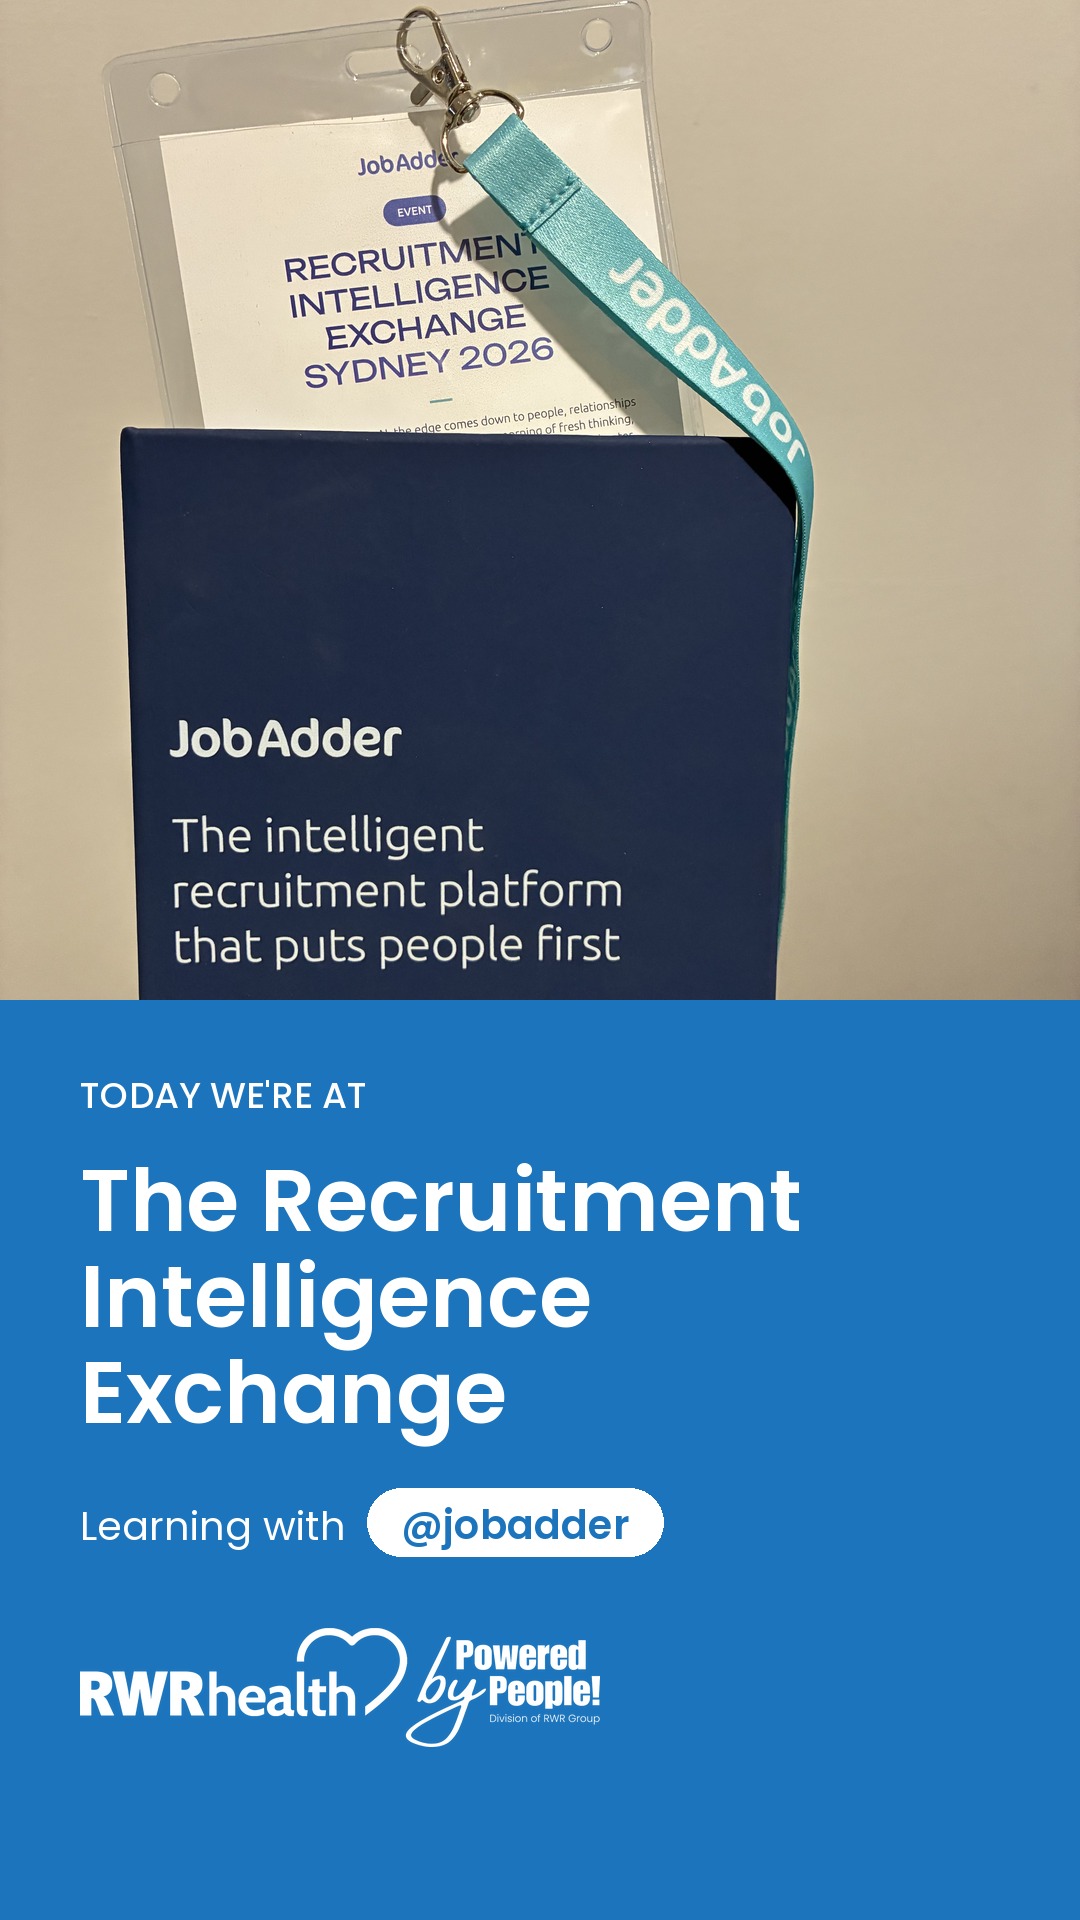 JobAdder
EVENT
RECRUITMENT
INTELLIGENCE
EXCHANGE
SYDNEY 2026
the edge comes down to people, relationships
of fresh thinking,
JobAdder
JobAdder
The intelligent
recruitment platform
that puts people first
TODAY WE'RE AT
The Recruitment
Intelligence
Exchange
Learning with @jobadder
RWRhealth by Powered
People!
Division of RWR Group